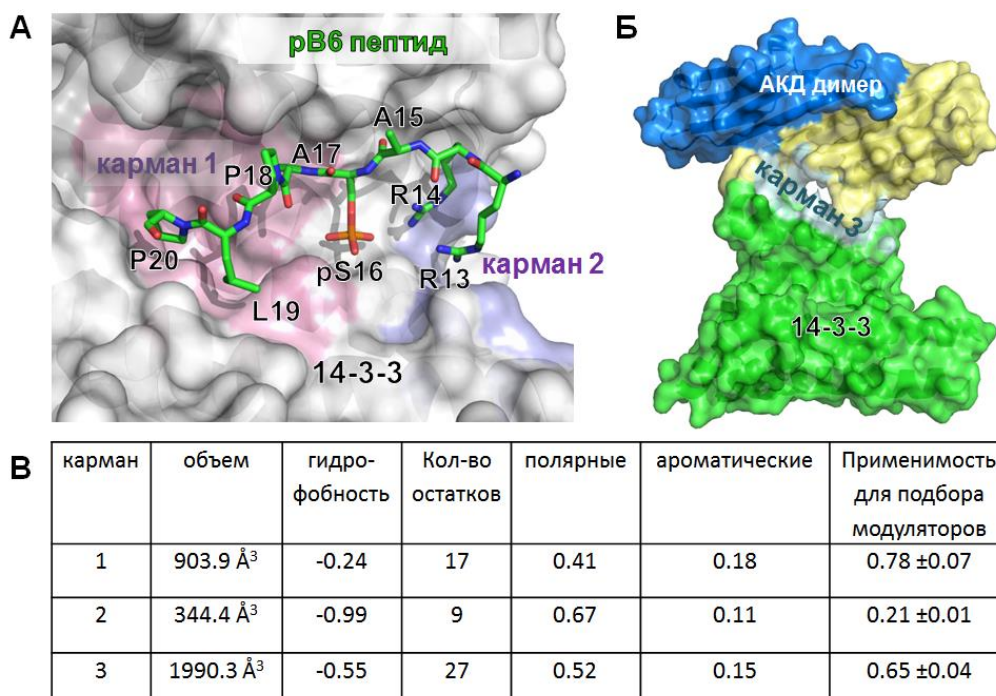 А
рВ6 пептид
карман 1
P18
A17
A15
R14
P20
L19
pS16
R13
карман 2
14-3-3
Б
АКД димер
карман 3
14-3-3
В
карман объем гидро- Кол-во полярные ароматические Применимость
фобность остатков для подбора
модуляторов
1 903.9 Å³ -0.24 17 0.41 0.18 0.78 ±0.07
2 344.4 Å³ -0.99 9 0.67 0.11 0.21 ±0.01
3 1990.3 Å³ -0.55 27 0.52 0.15 0.65 ±0.04